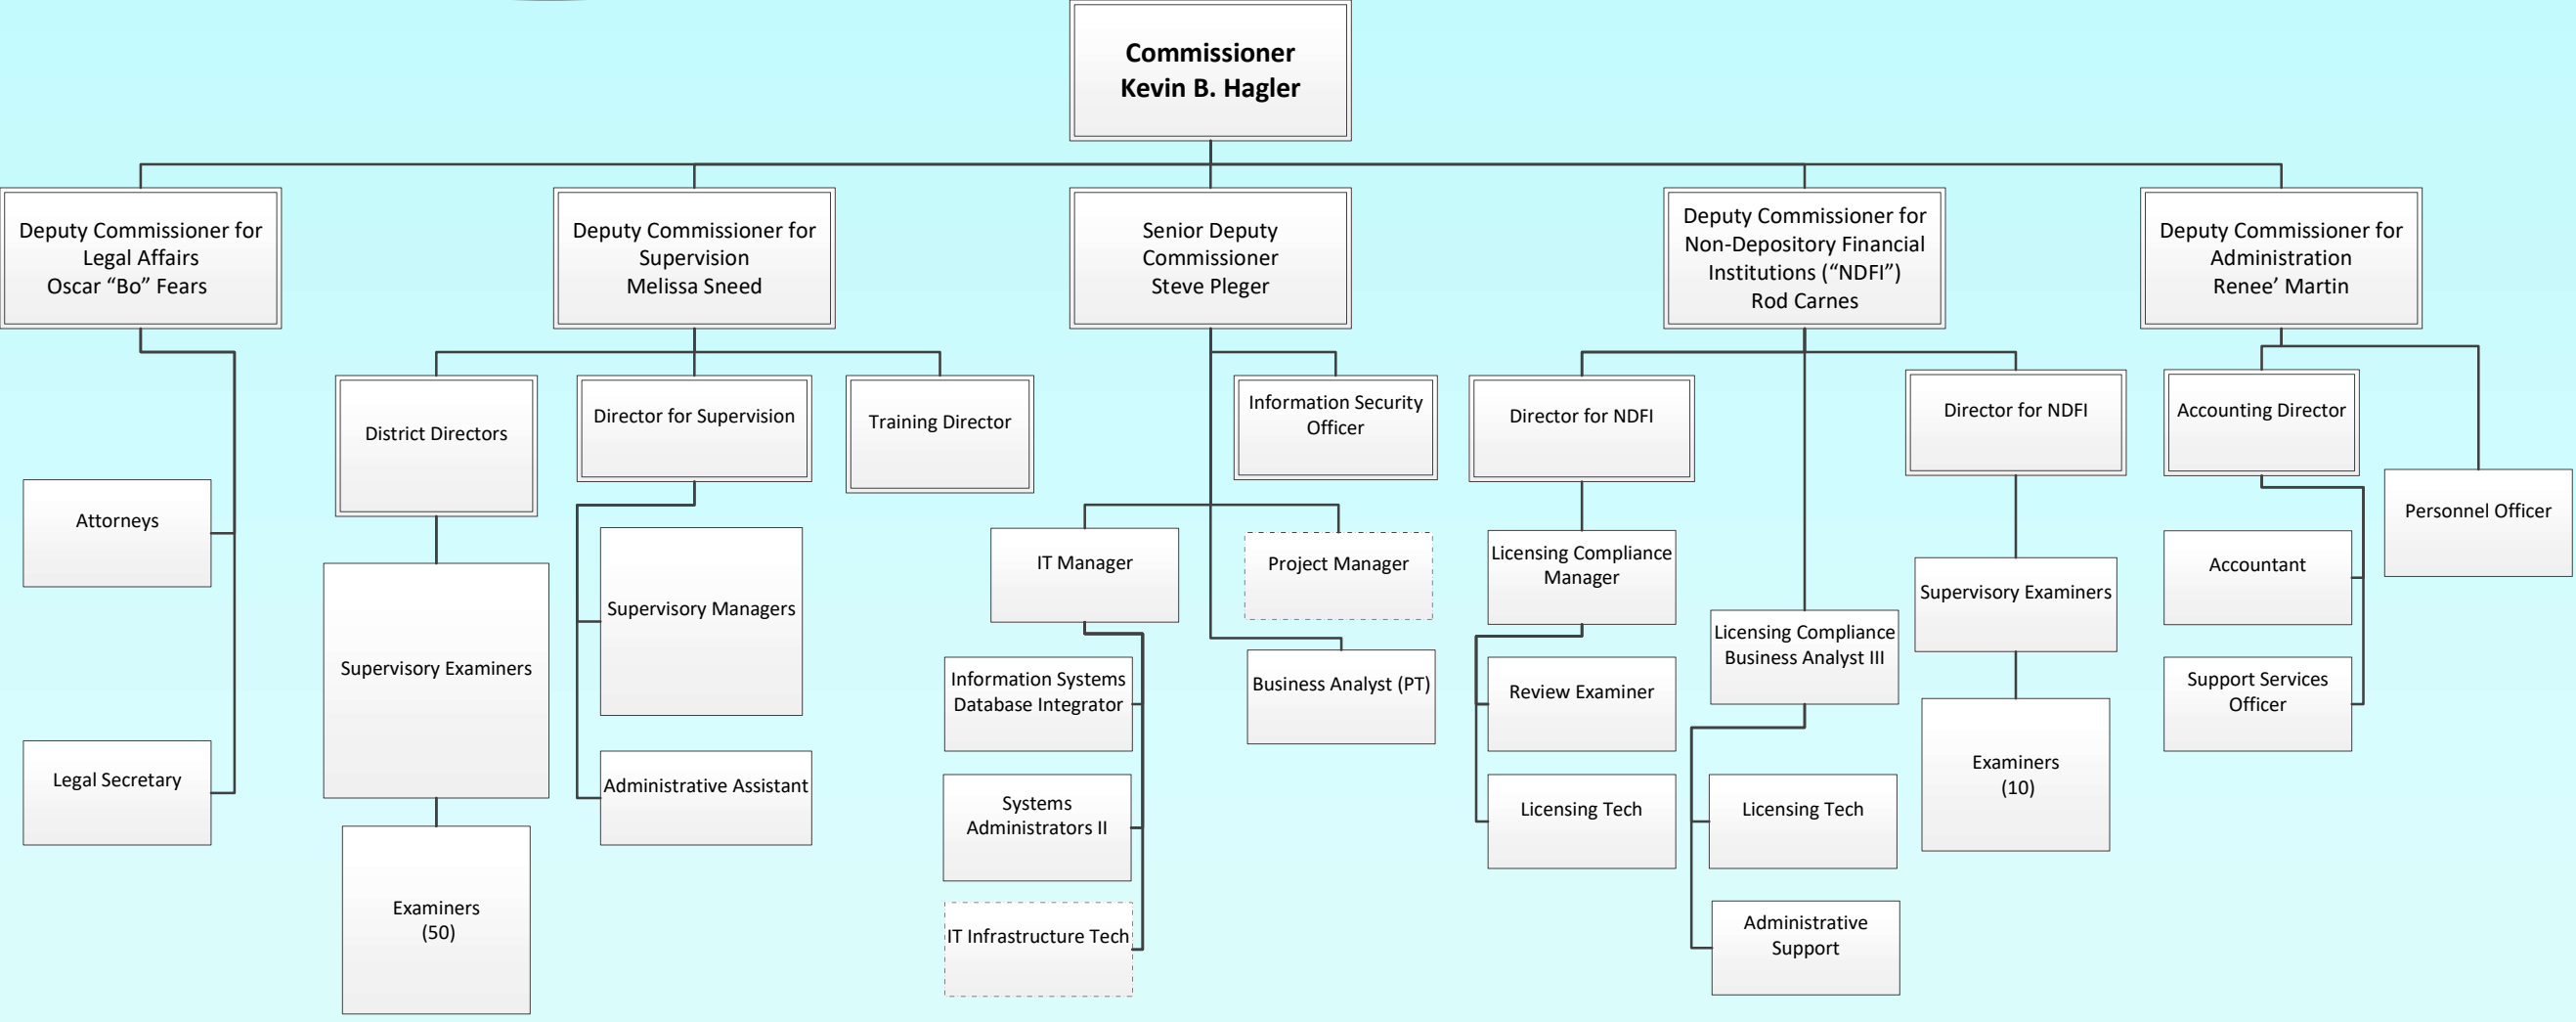 Commissioner
Kevin B. Hagler
Deputy Commissioner for
Legal Affairs
Oscar “Bo” Fears
Deputy Commissioner for
Supervision
Melissa Sneed
Senior Deputy
Commissioner
Steve Pleger
Deputy Commissioner for
Non-Depository Financial
Institutions (“NDFI”)
Rod Carnes
Deputy Commissioner for
Administration
Renee’ Martin
Attorneys
Legal Secretary
District Directors
Supervisory Examiners
Examiners
(50)
Director for Supervision
Supervisory Managers
Administrative Assistant
Training Director
Information Security
Officer
IT Manager
Information Systems
Database Integrator
Systems
Administrators II
IT Infrastructure Tech
Project Manager
Business Analyst (PT)
Director for NDFI
Licensing Compliance
Manager
Review Examiner
Licensing Tech
Licensing Compliance
Business Analyst III
Licensing Tech
Administrative
Support
Director for NDFI
Supervisory Examiners
Examiners
(10)
Accounting Director
Accountant
Support Services
Officer
Personnel Officer